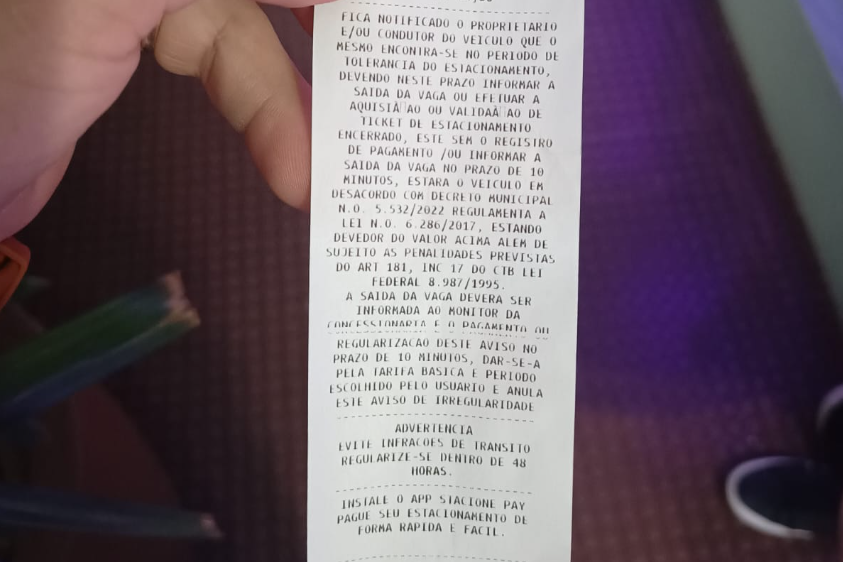 FICA NOTIFICADO O PROPRIETARIO
E/OU CONDUTOR DO VEICULO QUE O
MESMO ENCONTRA-SE NO PERIODO DE
TOLERANCIA DO ESTACIONAMENTO,
DEVENDO NESTE PRAZO INFORMAR A
SAIDA DA VAGA OU EFETUAR A
AQUISIÃAO OU VALIDAÃAO DE
TICKET DE ESTACIONAMENTO
ENCERRADO, ESTE SEM O REGISTRO
DE PAGAMENTO /OU INFORMAR A
SAIDA DA VAGA NO PRAZO DE 10
MINUTOS, ESTARA O VEICULO EM
DESACORDO COM DECRETO MUNICIPAL
N.O. 5.532/2022 REGULAMENTA A
LEI N.O. 6.286/2017, ESTANDO
DEVEDOR DO VALOR ACIMA ALEM DE
SUJEITO AS PENALIDADES PREVISTAS
DO ART 181, INC 17 DO CTB LEI
FEDERAL 8.987/1995.
A SAIDA DA VAGA DEVERA SER
INFORMADA AO MONITOR DA
CONCESSIONARIA E O PAGAMENTO OU
REGULARIZACAO DESTE AVISO NO
PRAZO DE 10 MINUTOS, DAR-SE-A
PELA TARIFA BASICA E PERIODO
ESCOLHIDO PELO USUARIO E ANULA
ESTE AVISO DE IRREGULARIDADE
ADVERTENCIA
EVITE INFRACOES DE TRANSITO
REGULARIZE-SE DENTRO DE 48
HORAS.
INSTALE O APP STACIONE PAY
PAGUE SEU ESTACIONAMENTO DE
FORMA RAPIDA E FACIL.